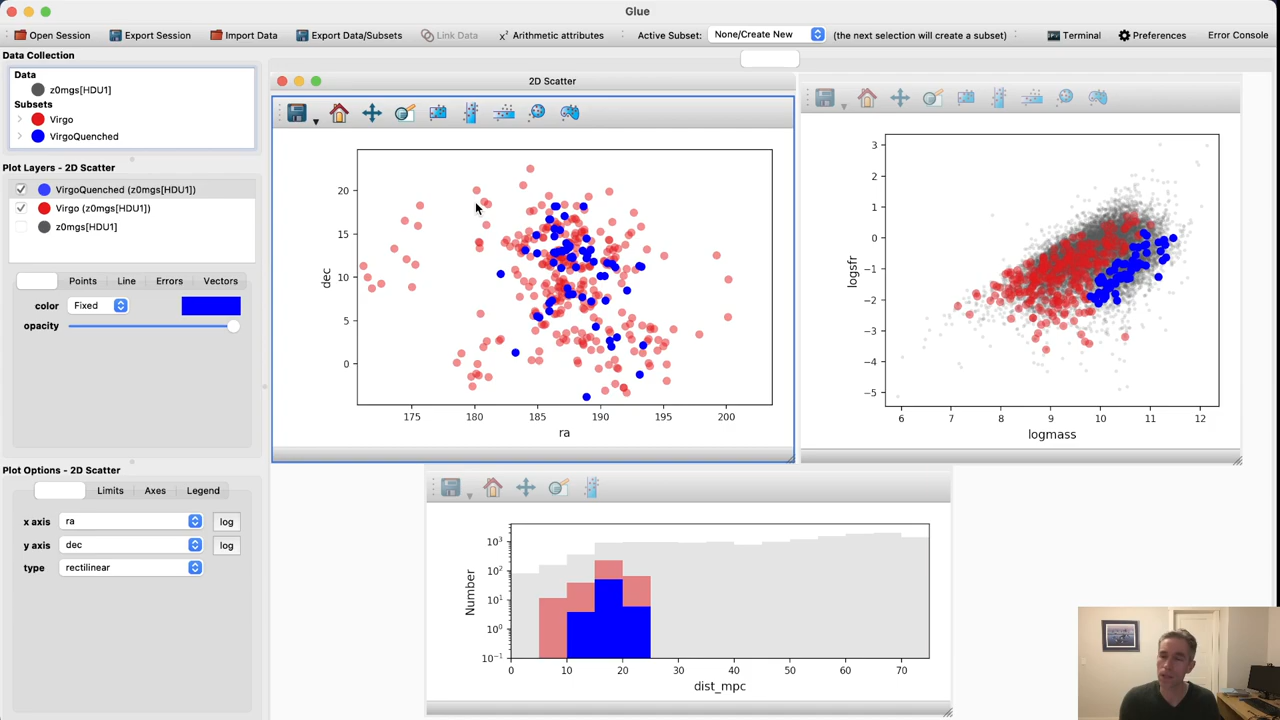 Glue
Open Session
Export Session
Import Data
Export Data/Subsets
Link Data
Arithmetic attributes
Active Subset:
None/Create New
(the next selection will create a subset)
Terminal
Preferences
Error Console
Data Collection
Data
z0mgs[HDU1]
Subsets
Virgo
VirgoQuenched
Plot Layers - 2D Scatter
VirgoQuenched (z0mgs[HDU1])
Virgo (z0mgs[HDU1])
z0mgs[HDU1]
Points
Line
Errors
Vectors
color
Fixed
opacity
Plot Options - 2D Scatter
Limits
Axes
Legend
x axis
ra
log
y axis
dec
log
type
rectilinear
2D Scatter
20
15
10
5
0
dec
175
180
185
190
195
200
ra
3
2
1
0
−1
−2
−3
−4
−5
logsfr
6
7
8
9
10
11
12
logmass
10³
10²
10¹
10⁰
10⁻¹
Number
0
10
20
30
40
50
60
70
dist_mpc